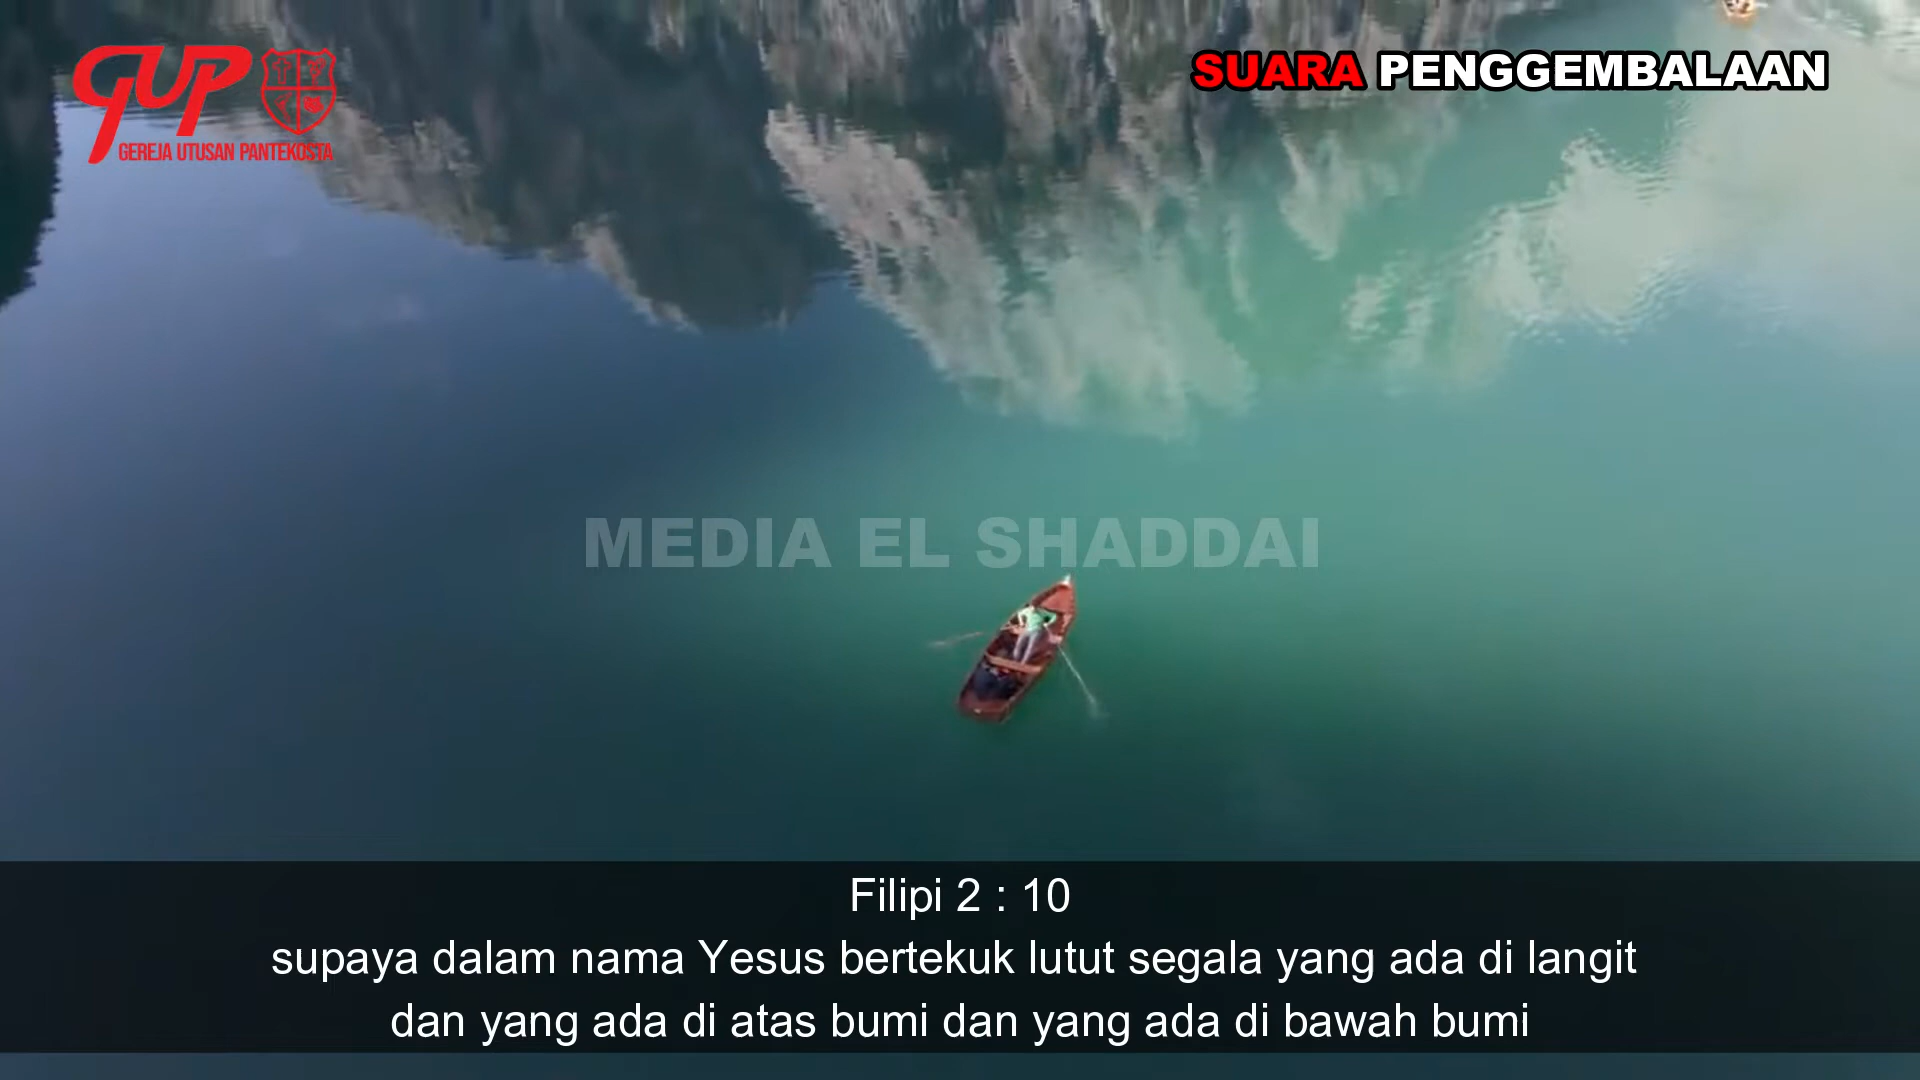 GUP
GEREJA UTUSAN PANTEKOSTA
SUARA PENGGEMBALAAN
MEDIA EL SHADDAI
Filipi 2 : 10
supaya dalam nama Yesus bertekuk lutut segala yang ada di langit
dan yang ada di atas bumi dan yang ada di bawah bumi